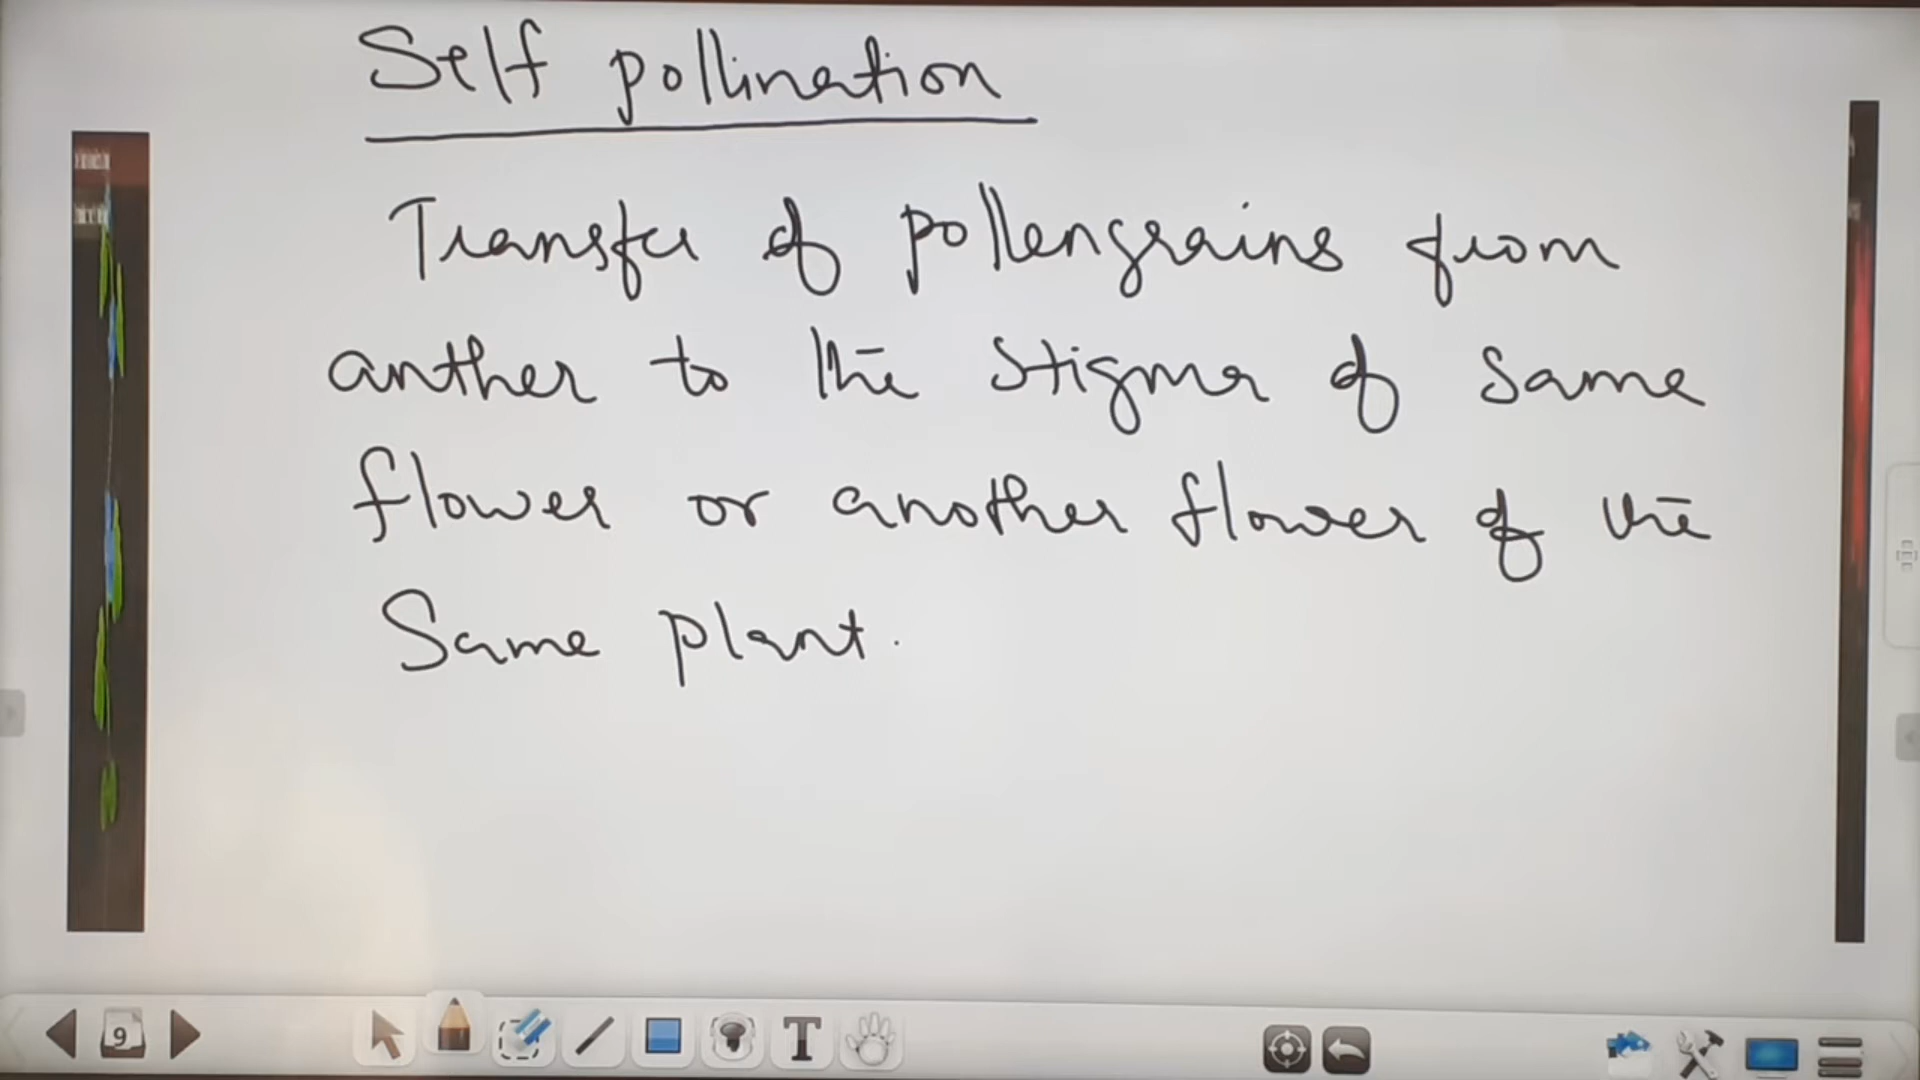 Self pollination
Transfer of pollengrains from
anther to the stigma of same
flower or another flower of the
Same plant.
9
T